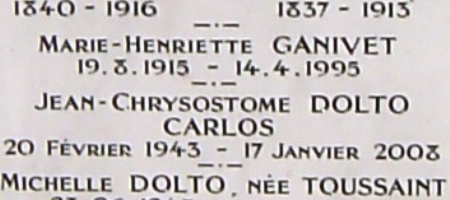 1840 - 1916 1837 - 1913
MARIE-HENRIETTE GANIVET
19.8.1915 - 14.4.1995
JEAN-CHRYSOSTOME DOLTO
CARLOS
20 FÉVRIER 1943 - 17 JANVIER 2008
MICHELLE DOLTO, NÉE TOUSSAINT